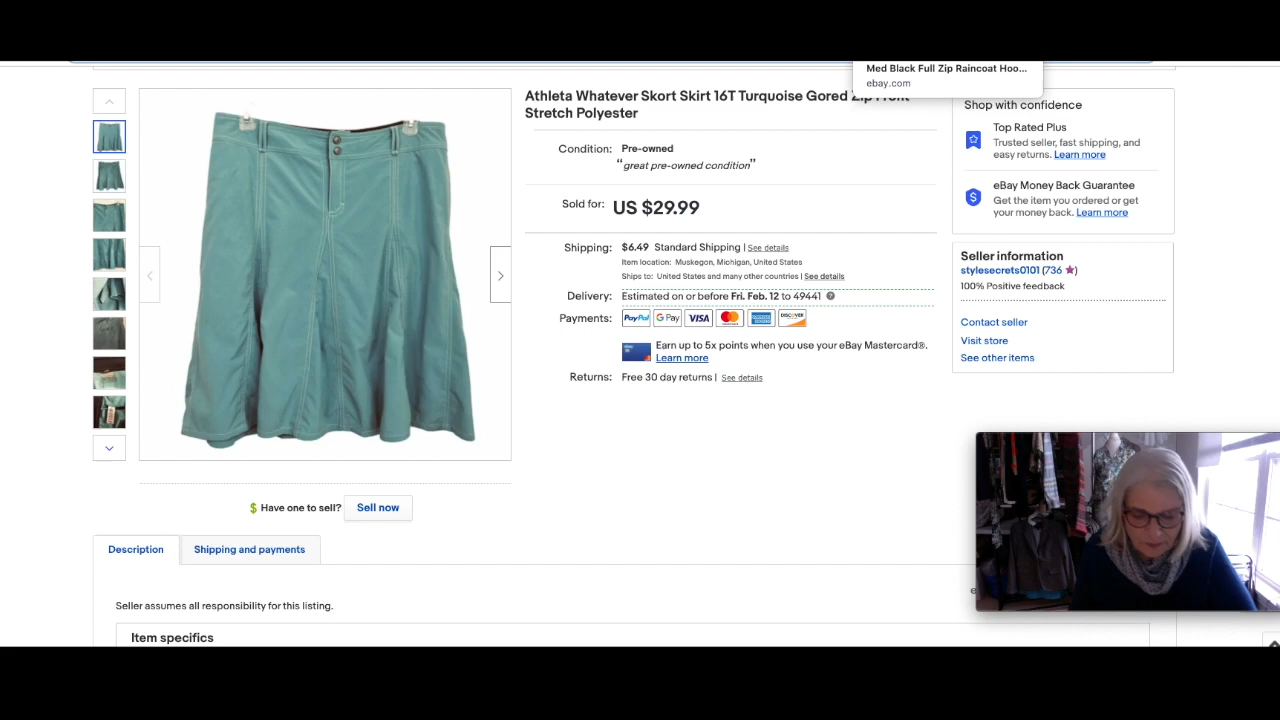 Med Black Full Zip Raincoat Hoo...
ebay.com
Athleta Whatever Skort Skirt 16T Turquoise Gored Zip Front
Stretch Polyester
Condition: Pre-owned
“great pre-owned condition”
Sold for: US $29.99
Shipping: $6.49 Standard Shipping | See details
Item location: Muskegon, Michigan, United States
Ships to: United States and many other countries | See details
Delivery: Estimated on or before Fri. Feb. 12 to 49441
Payments: PayPal G Pay VISA DISCOVER
Earn up to 5x points when you use your eBay Mastercard®.
Learn more
Returns: Free 30 day returns | See details
Shop with confidence
Top Rated Plus
Trusted seller, fast shipping, and
easy returns. Learn more
eBay Money Back Guarantee
Get the item you ordered or get
your money back. Learn more
Seller information
stylesecrets0101 (736)
100% Positive feedback
Contact seller
Visit store
See other items
Have one to sell? Sell now
Description
Shipping and payments
Seller assumes all responsibility for this listing.
Item specifics